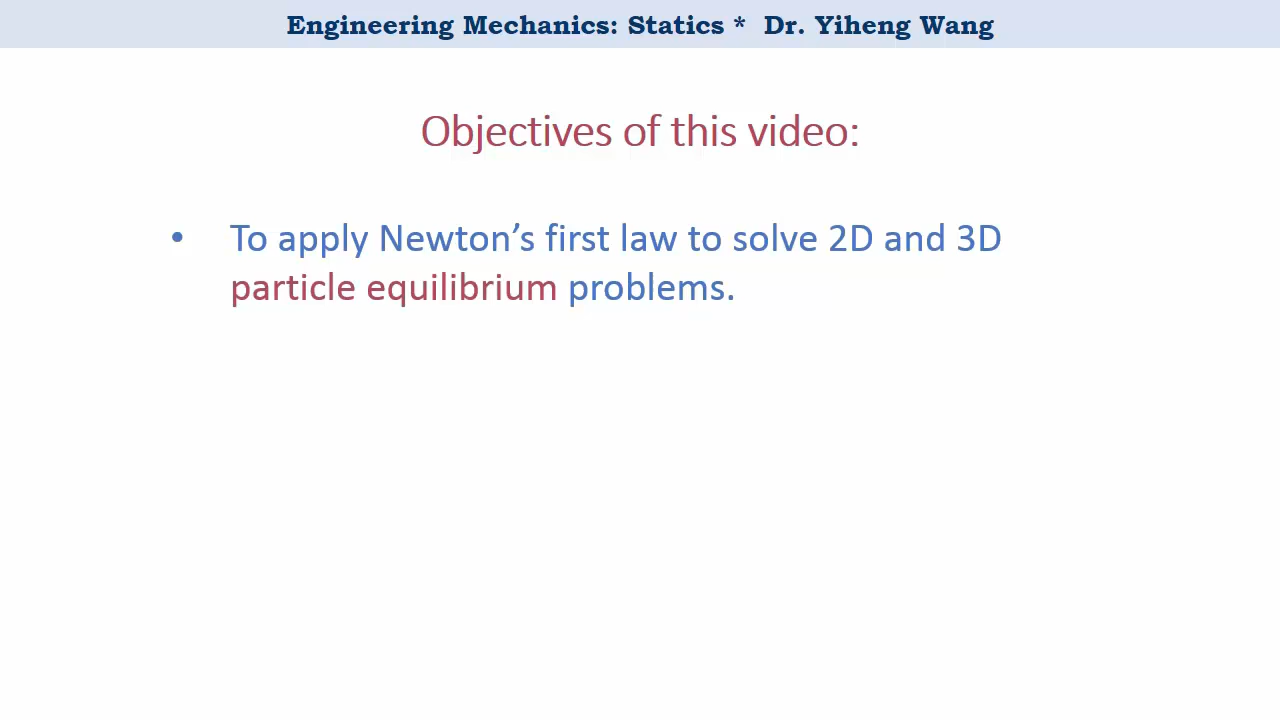 Engineering Mechanics: Statics * Dr. Yiheng Wang
Objectives of this video:
• To apply Newton’s first law to solve 2D and 3D
particle equilibrium problems.